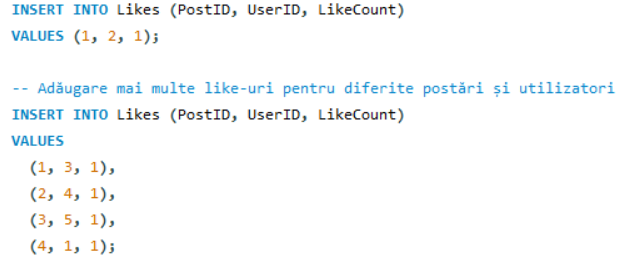 INSERT INTO Likes (PostID, UserID, LikeCount)
VALUES (1, 2, 1);
-- Adăugare mai multe like-uri pentru diferite postări și utilizatori
INSERT INTO Likes (PostID, UserID, LikeCount)
VALUES
(1, 3, 1),
(2, 4, 1),
(3, 5, 1),
(4, 1, 1);